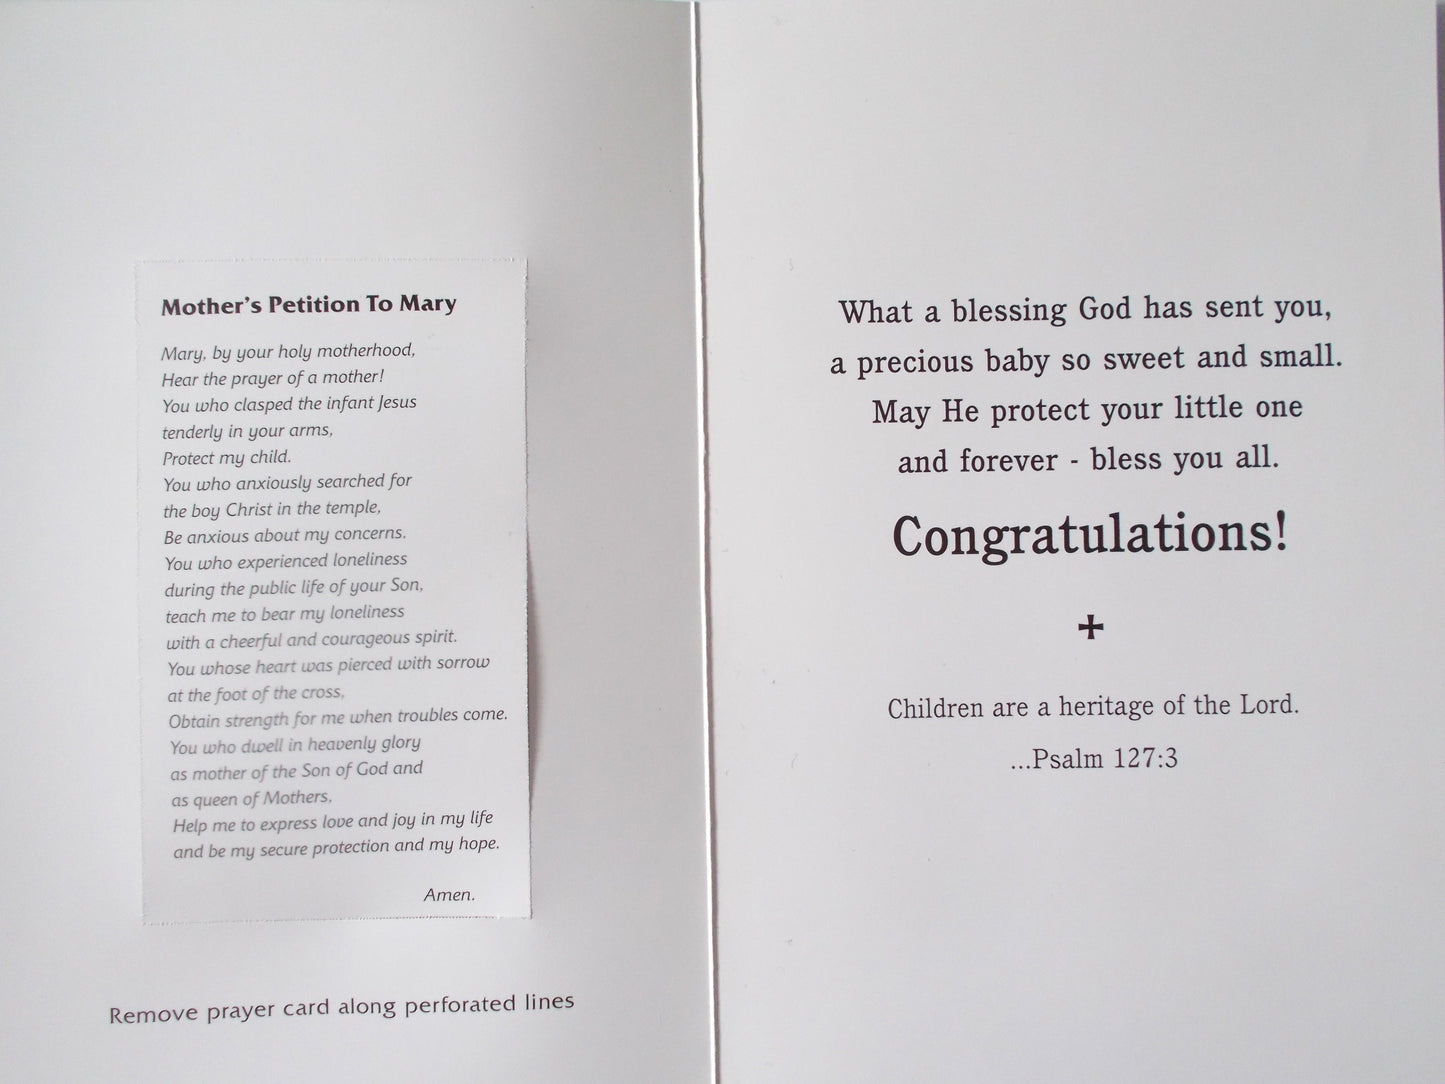 Mother's Petition To Mary
Mary, by your holy motherhood,
Hear the prayer of a mother!
You who clasped the infant Jesus
tenderly in your arms,
Protect my child.
You who anxiously searched for
the boy Christ in the temple,
Be anxious about my concerns.
You who experienced loneliness
during the public life of your Son,
teach me to bear my loneliness
with a cheerful and courageous spirit.
You whose heart was pierced with sorrow
at the foot of the cross,
Obtain strength for me when troubles come.
You who dwell in heavenly glory
as mother of the Son of God and
as queen of Mothers,
Help me to express love and joy in my life
and be my secure protection and my hope.
Amen.
Remove prayer card along perforated lines
What a blessing God has sent you,
a precious baby so sweet and small.
May He protect your little one
and forever - bless you all.
Congratulations!
Children are a heritage of the Lord.
...Psalm 127:3